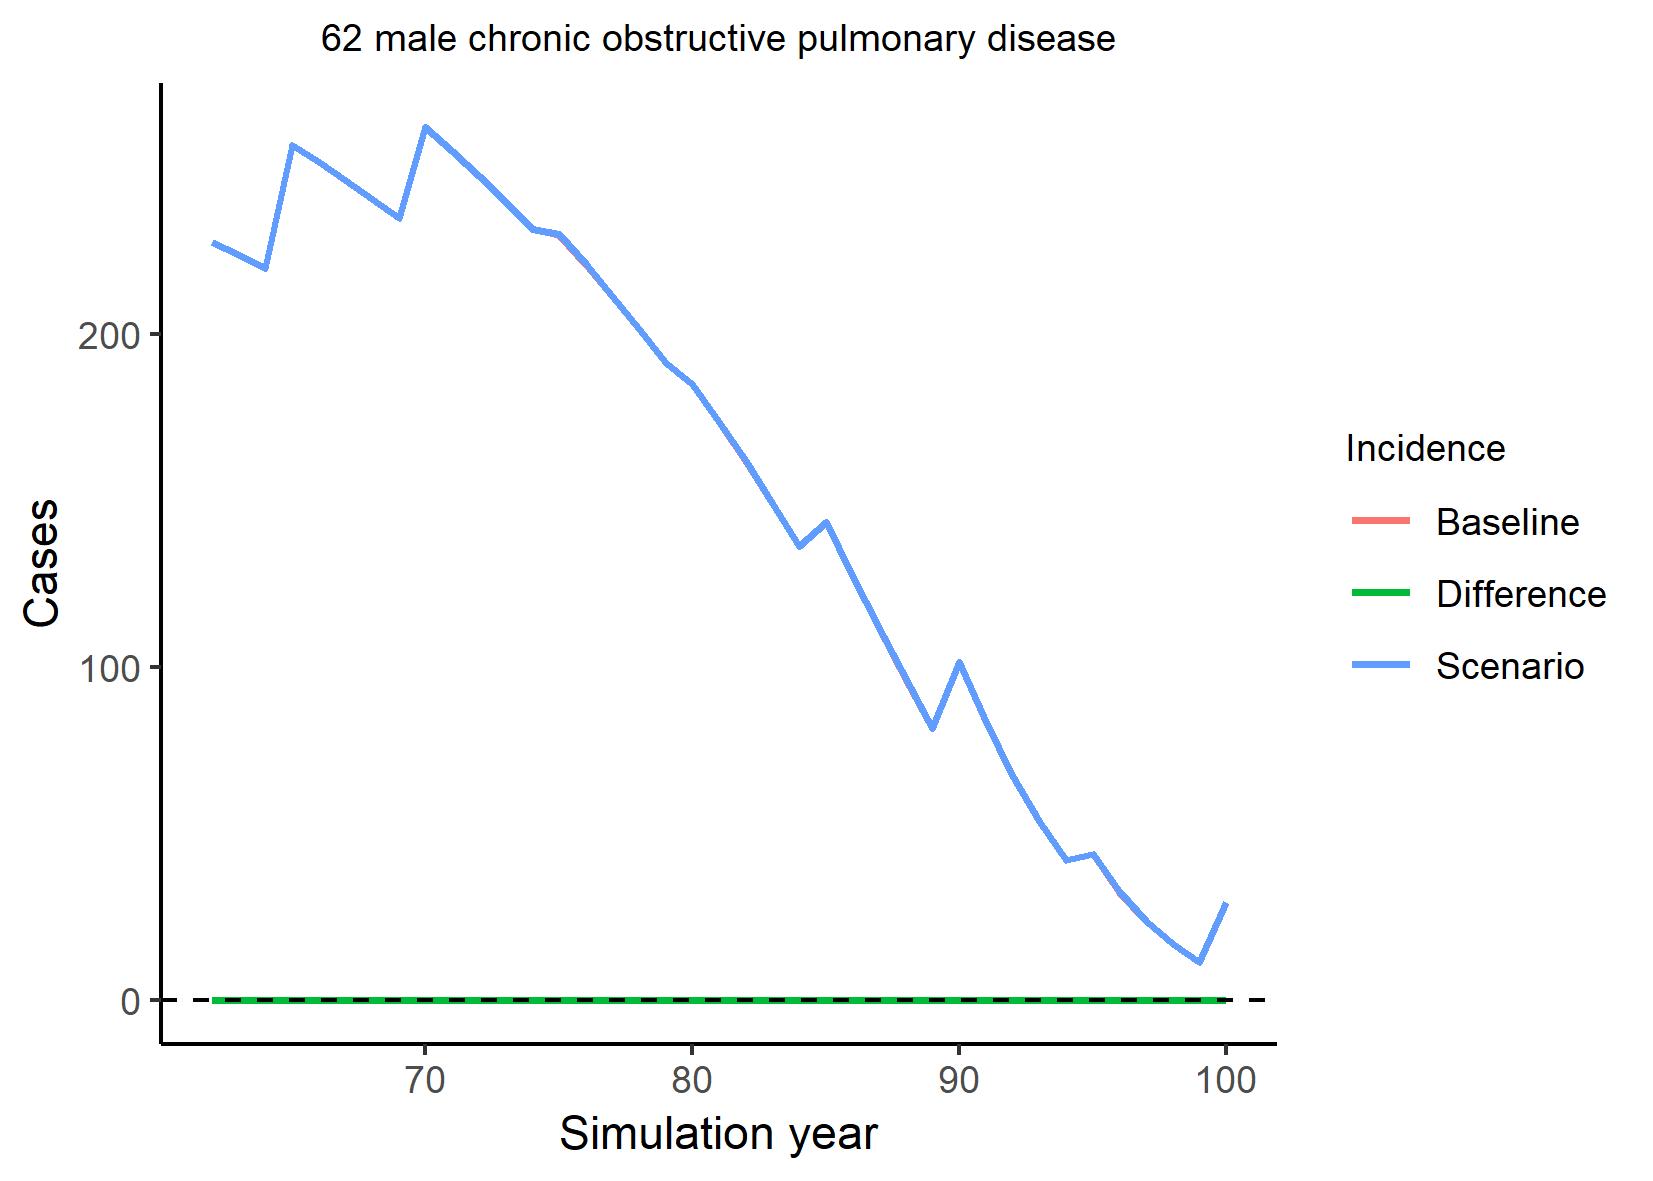 62 male chronic obstructive pulmonary disease
Cases
200
100
0
70 80 90 100
Simulation year
Incidence
Baseline
Difference
Scenario